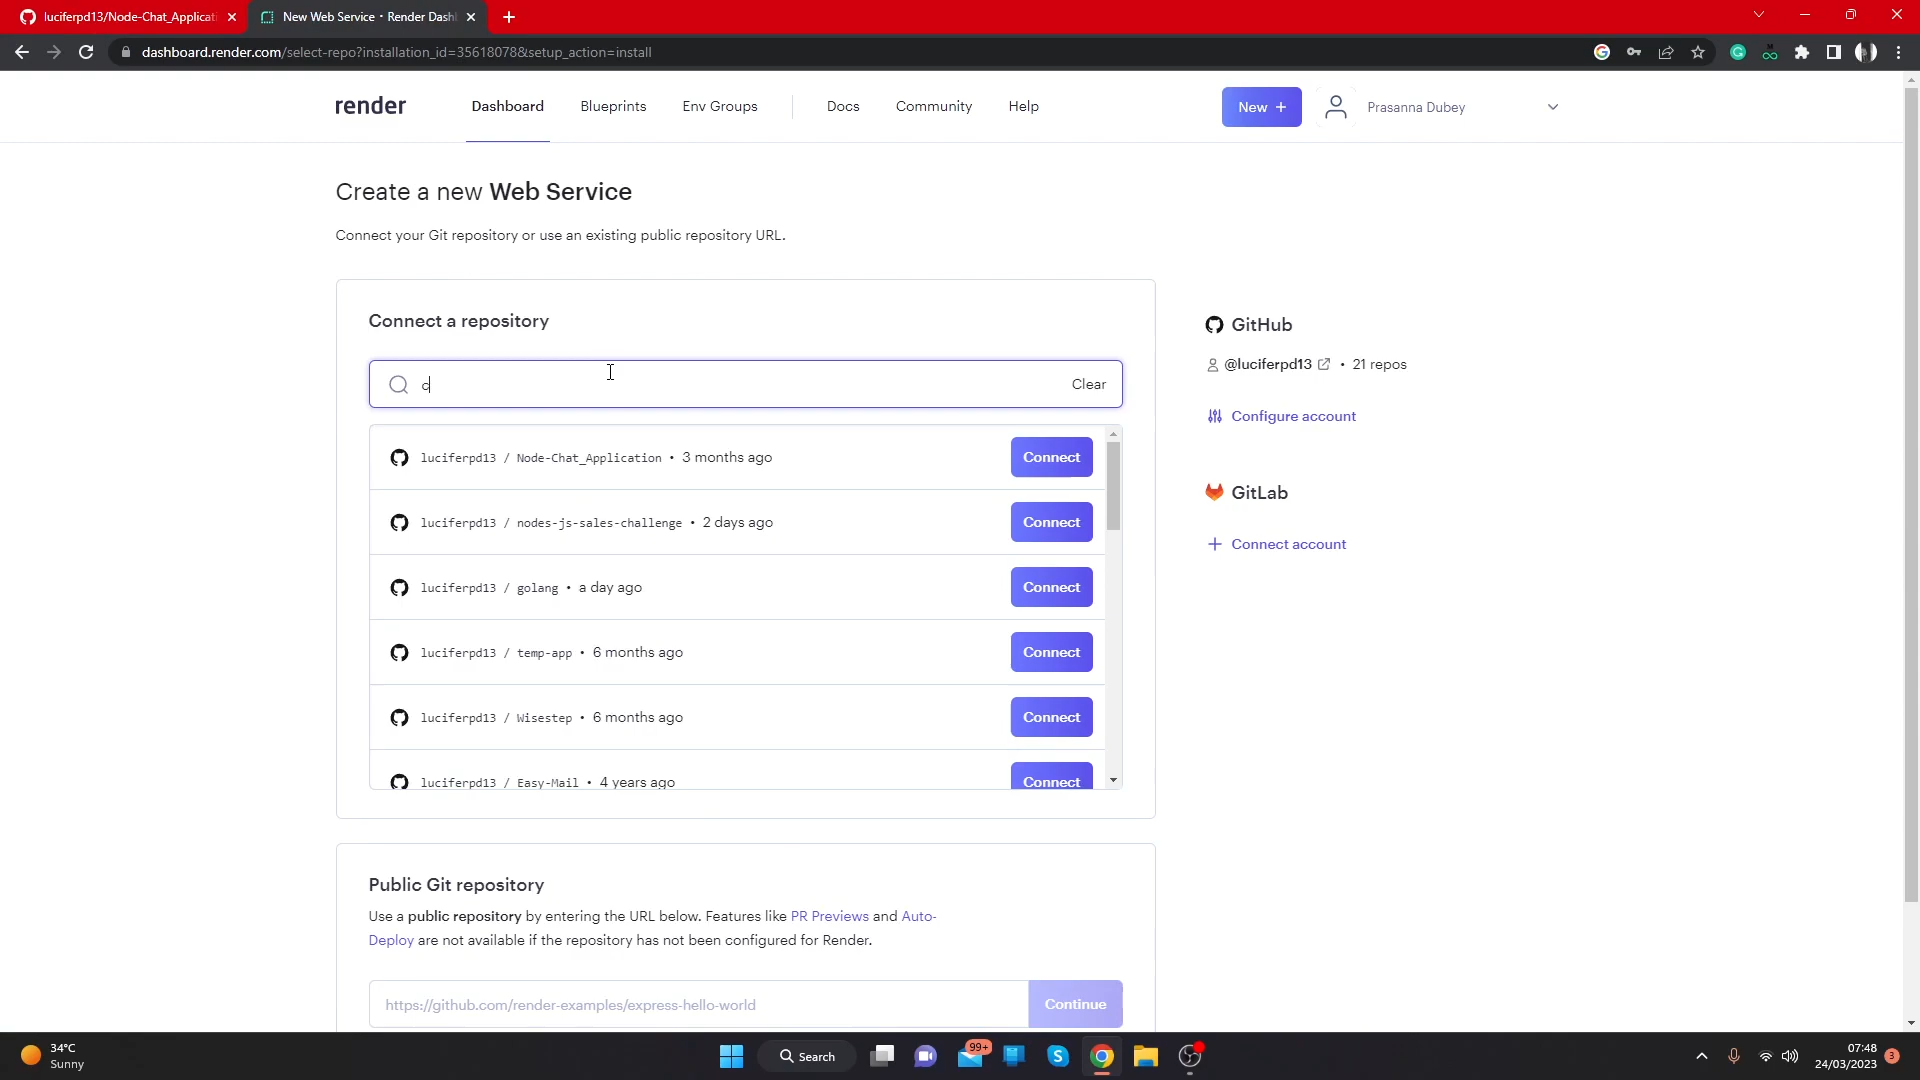 luciferpd13/Node-Chat_Applicati
New Web Service · Render Dash
dashboard.render.com/select-repo?installation_id=35618078&setup_action=install
render
Dashboard
Blueprints
Env Groups
Docs
Community
Help
New +
Prasanna Dubey
Create a new Web Service
Connect your Git repository or use an existing public repository URL.
Connect a repository
c
Clear
luciferpd13 / Node-Chat_Application • 3 months ago
Connect
luciferpd13 / nodes-js-sales-challenge • 2 days ago
Connect
luciferpd13 / golang • a day ago
Connect
luciferpd13 / temp-app • 6 months ago
Connect
luciferpd13 / Wisestep • 6 months ago
Connect
luciferpd13 / Easy-Mail • 4 years ago
Connect
GitHub
@luciferpd13 • 21 repos
Configure account
GitLab
+ Connect account
Public Git repository
Use a public repository by entering the URL below. Features like PR Previews and Auto-
Deploy are not available if the repository has not been configured for Render.
https://github.com/render-examples/express-hello-world
Continue
34°C
Sunny
Search
99+
07:48
24/03/2023
3